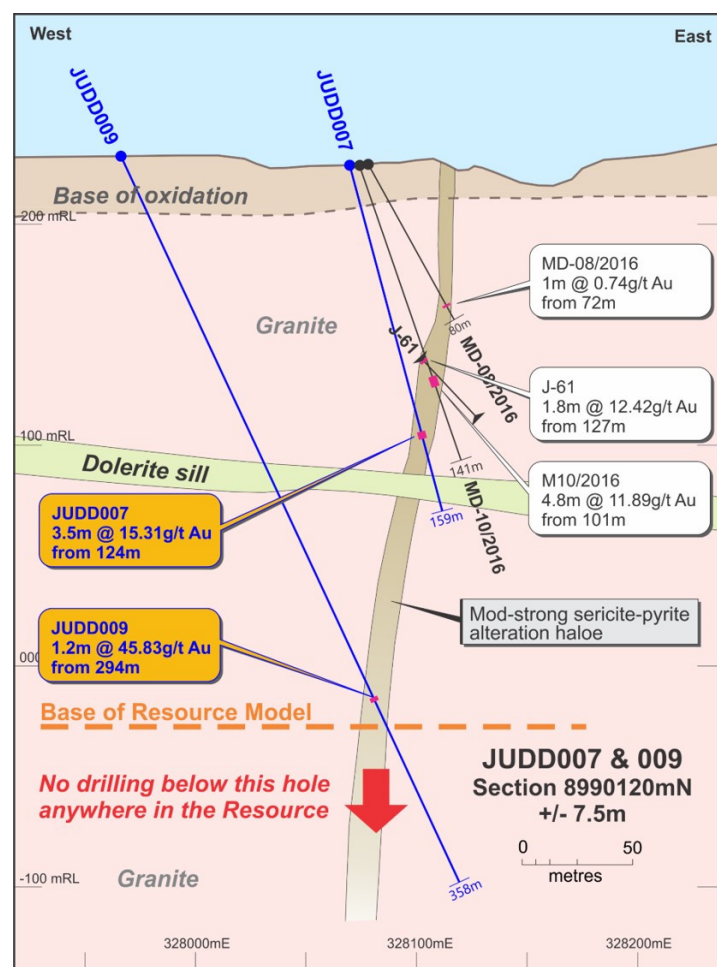 West
East
JUDD009
JUDD007
Base of oxidation
200 mRL
MD-08/2016
1m @ 0.74g/t Au
from 72m
Granite
80m
J-61
MD-08/2016
J-61
1.8m @ 12.42g/t Au
from 127m
100 mRL
Dolerite sill
141m
MD-10/2016
M10/2016
4.8m @ 11.89g/t Au
from 101m
JUDD007
3.5m @ 15.31g/t Au
from 124m
159m
Mod-strong sericite-pyrite
alteration haloe
JUDD009
1.2m @ 45.83g/t Au
from 294m
000
Base of Resource Model
No drilling below this hole
anywhere in the Resource
JUDD007 & 009
Section 8990120mN
+/- 7.5m
0 50
metres
-100 mRL
Granite
358m
328000mE
328100mE
328200mE